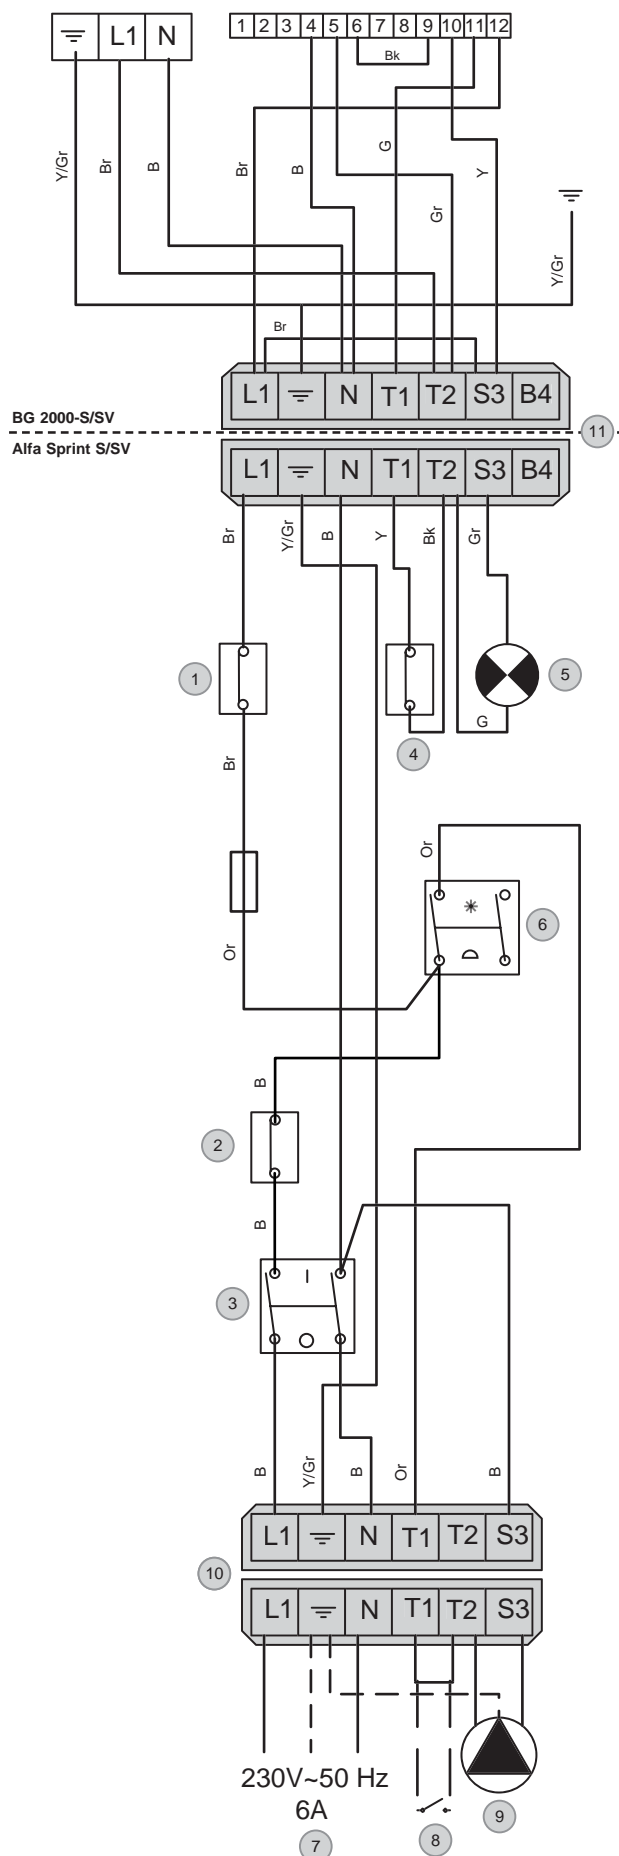 L1 N
1 2 3 4 5 6 7 8 9 10 11 12
Bk
Y/Gr Br B Br B G Gr Y Y/Gr
Br
L1 N T1 T2 S3 B4
BG 2000-S/SV
11
Alfa Sprint S/SV
L1 N T1 T2 S3 B4
Br Y/Gr B Y Bk Gr
1
5
G
4
Br
Or
6
Or
B
2
B
3
B Y/Gr B Or B
L1 N T1 T2 S3
10
L1 N T1 T2 S3
230V~50 Hz
6A
7 8 9